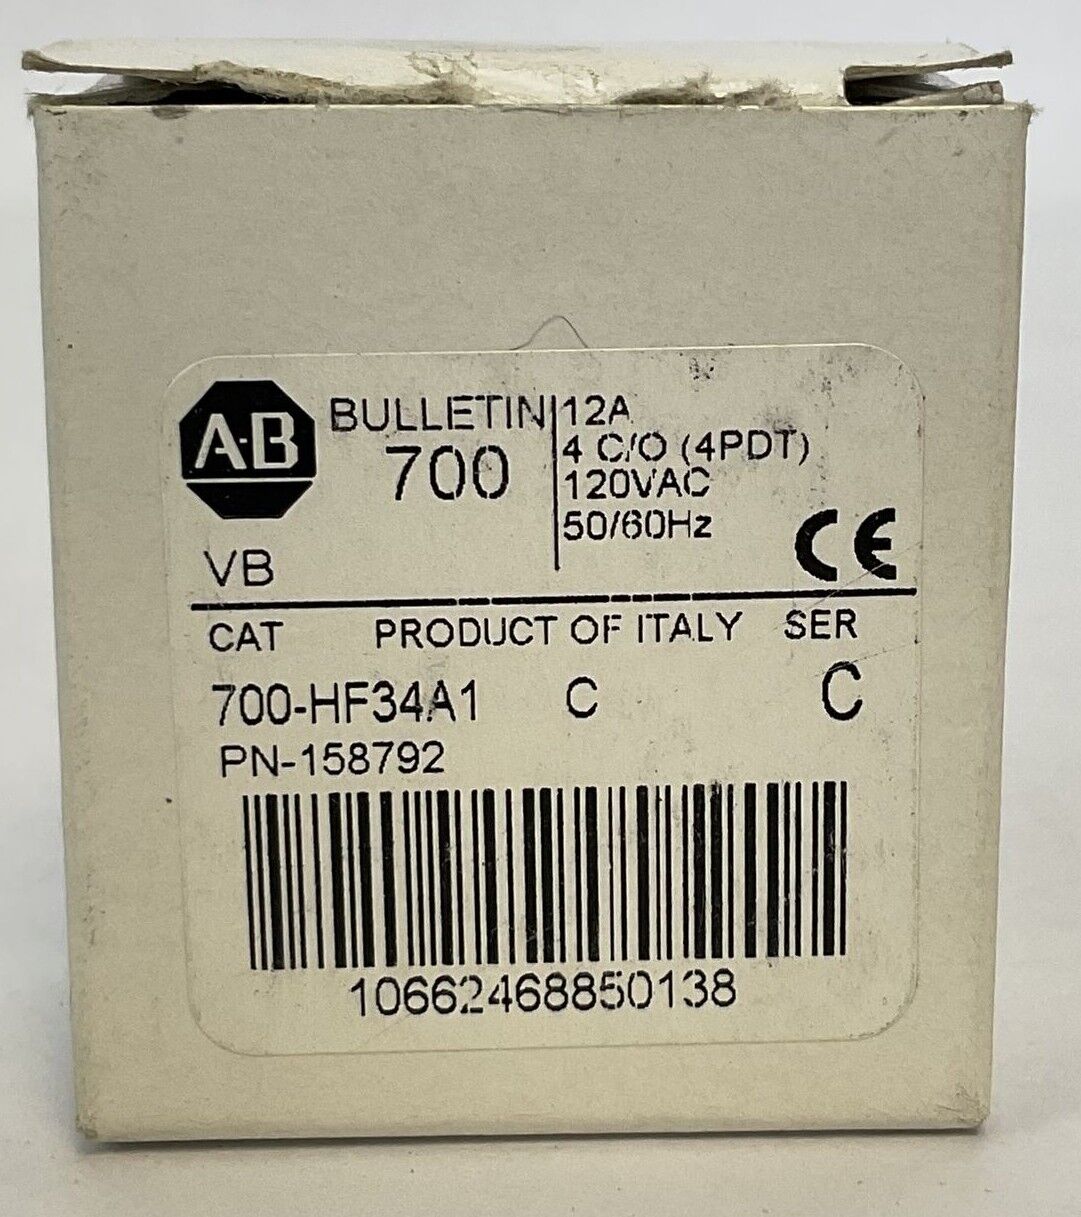 A-B
BULLETIN
700
12A
4 C/O (4PDT)
120VAC
50/60Hz
VB
CE
CAT PRODUCT OF ITALY SER
700-HF34A1 C C
PN-158792
10662468850138